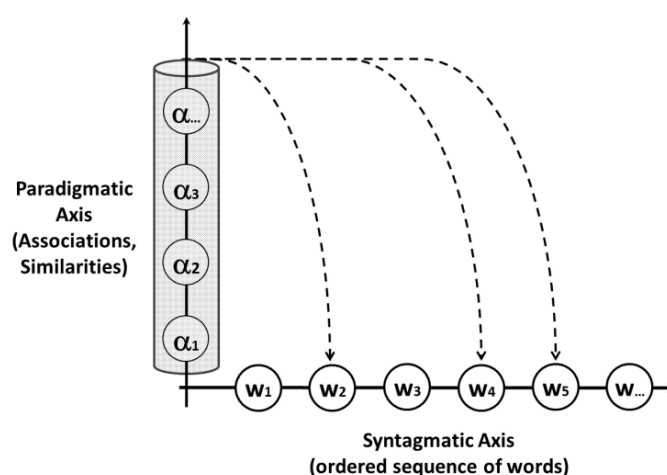 α...
α3
α2
α1
Paradigmatic
Axis
(Associations,
Similarities)
w1 w2 w3 w4 w5 w...
Syntagmatic Axis
(ordered sequence of words)